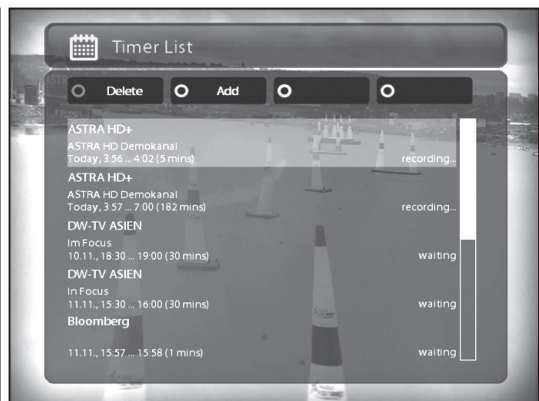 Timer List
Delete Add
ASTRA HD+
ASTRA HD Demokanal
Today, 3:56 ... 4:02 (5 mins) recording...
ASTRA HD+
ASTRA HD Demokanal
Today, 3:57 ... 7:00 (182 mins) recording...
DW-TV ASIEN
Im Focus
10.11., 18:30 ... 19:00 (30 mins) waiting
DW-TV ASIEN
In Focus
11.11., 15:30 ... 16:00 (30 mins) waiting
Bloomberg
11.11., 15:57 ... 15:58 (1 mins) waiting